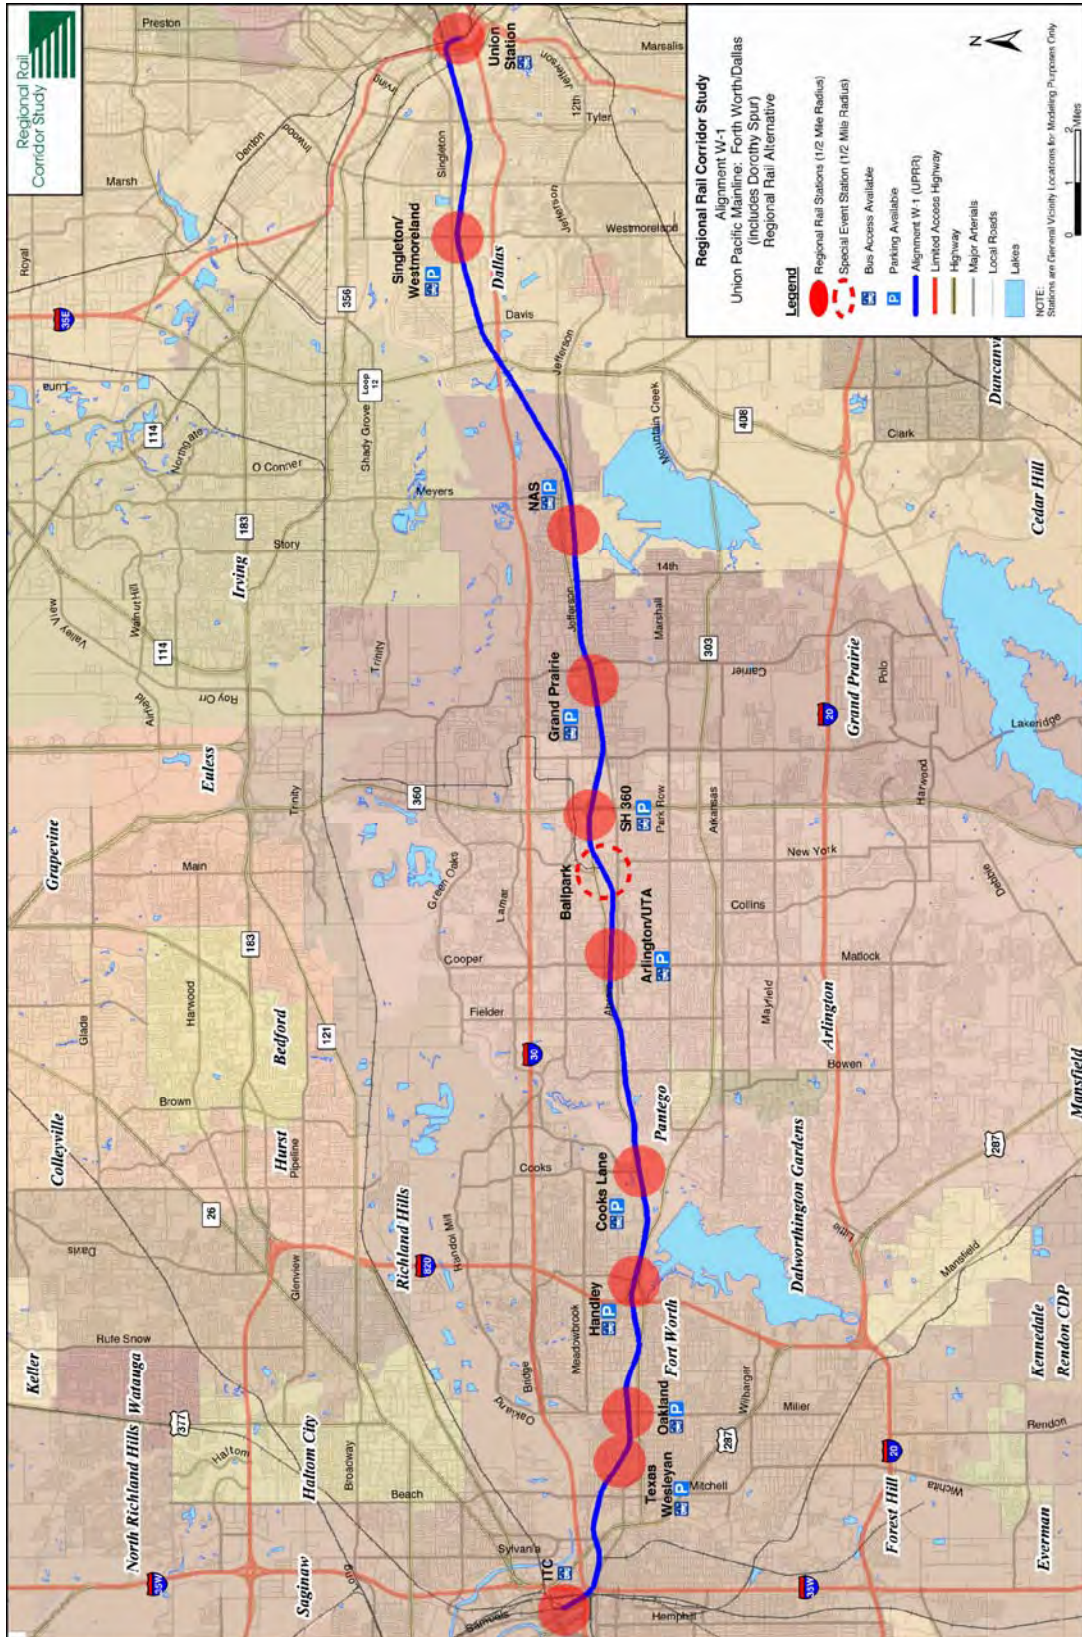 Regional Rail
Corridor Study
Regional Rail Corridor Study
Alignment W-1
Union Pacific Mainline: Forth Worth/Dallas
(includes Dorothy Spur)
Regional Rail Alternative
Legend
Regional Rail Stations (1/2 Mile Radius)
Special Event Station (1/2 Mile Radius)
Bus Access Available
P
Parking Available
Alignment W-1 (UPRR)
Limited Access Highway
Highway
Major Arterials
Local Roads
Lakes
NOTE:
Stations are General Vicinity Locations for Modeling Purposes Only
0
2
Miles
N
ITC
Texas
Wesleyan
P
Oakland
P
Handley
P
Cooks Lane
P
Arlington/UTA
P
Ballpark
SH 360
P
Grand Prairie
P
NAS
P
Singleton/
Westmoreland
P
Union
Station
Keller
Watauga
North Richland Hills
Haltom City
Saginaw
Colleyville
Hurst
Bedford
Richland Hills
Grapevine
Euless
Irving
Dallas
Fort Worth
Pantego
Dalworthington Gardens
Arlington
Grand Prairie
Cedar Hill
Duncanvi
Mansfield
Kennedale
Rendon CDP
Forest Hill
Everman
377
35W
35W
26
820
121
183
183
360
30
114
114
Loop
12
356
35E
408
303
20
20
287
287
Rufe Snow
Davis
Glenview
Haltom
Broadway
Beach
Long
Sylvania
Samuels
Hemphill
Mitchell
Wilbarger
Miller
Wichita
Rendon
Mansfield
Little
Oakland
Bridge
Meadowbrook
Handol Mill
Cooks
Pipeline
Brown
Harwood
Glade
Main
Trinity
Green Oaks
Lamar
Cooper
Fielder
Bowen
Mayfield
Matlock
Collins
New York
Arkansas
Park Row
Debbie
Harwood
Lakeridge
Polo
Carrier
Marshall
14th
Jefferson
Trinity
Airfield
Roy Orr
Valley View
Walnut Hill
Story
O Conner
Northgate
Luna
Meyers
Shady Grove
Mountain Creek
Clark
Davis
Jefferson
Westmoreland
Jefferson
Singleton
Royal
Marsh
Denton
Inwood
Irving
Preston
Marsalis
Jefferson
12th
Tyler